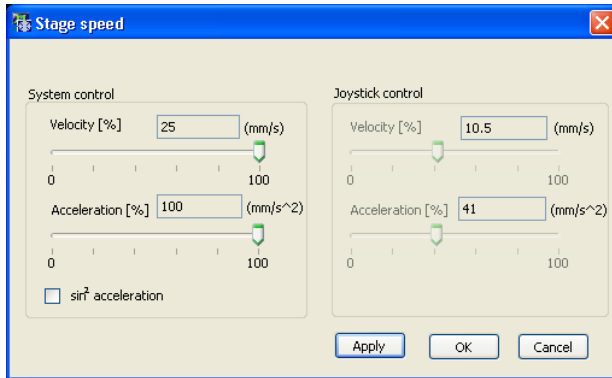 Stage speed
System control
Velocity [%] 25 (mm/s)
0 100
Acceleration [%] 100 (mm/s^2)
0 100
sin² acceleration
Joystick control
Velocity [%] 10.5 (mm/s)
0 100
Acceleration [%] 41 (mm/s^2)
0 100
Apply OK Cancel